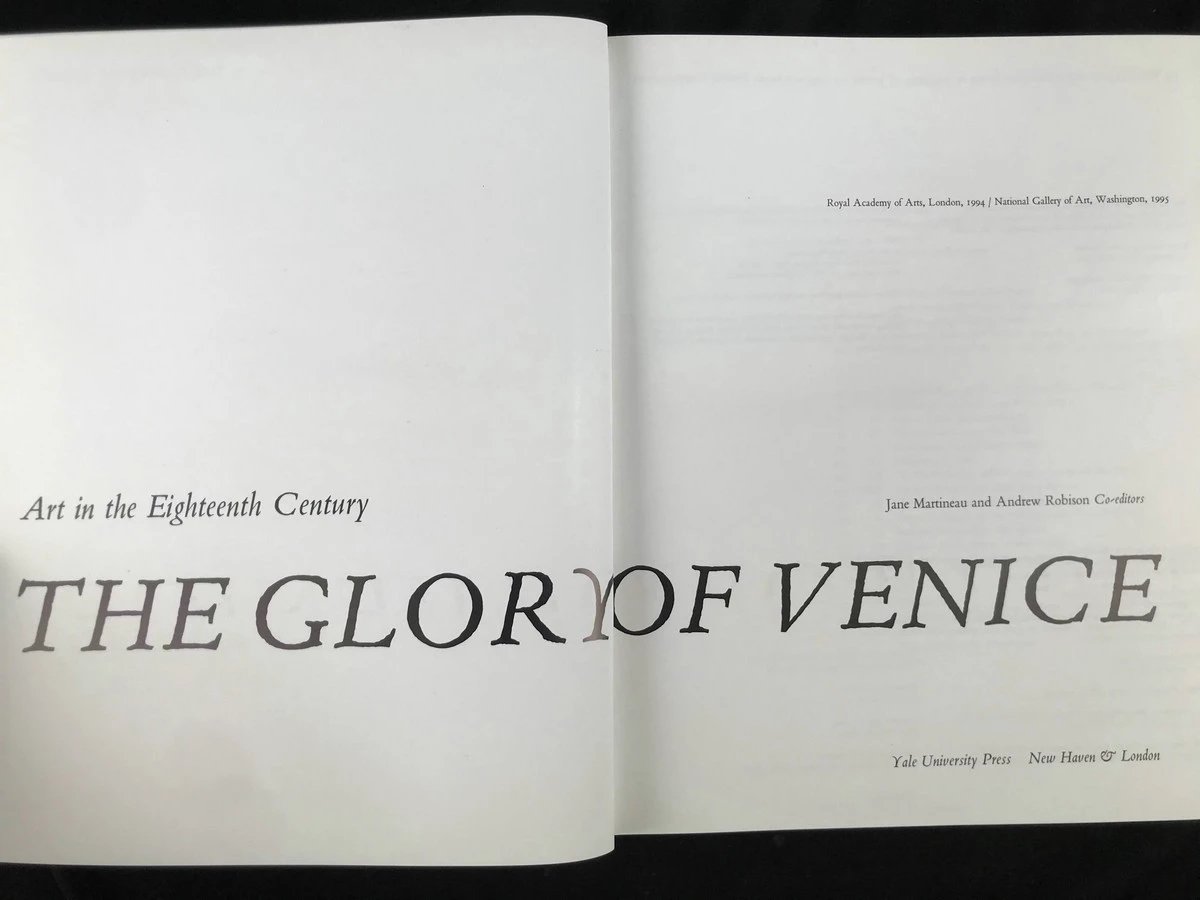 Royal Academy of Arts, London, 1994 / National Gallery of Art, Washington, 1995
Art in the Eighteenth Century
Jane Martineau and Andrew Robison Co-editors
THE GLORY OF VENICE
Yale University Press New Haven & London